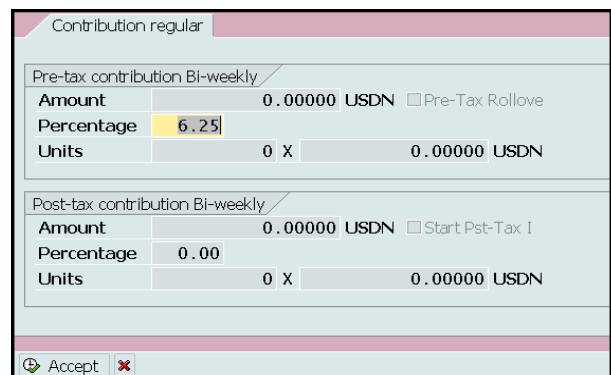 Contribution regular
Pre-tax contribution Bi-weekly
Amount 0.00000 USDN Pre-Tax Rollove
Percentage 6.25
Units 0 X 0.00000 USDN
Post-tax contribution Bi-weekly
Amount 0.00000 USDN Start Pst-Tax I
Percentage 0.00
Units 0 X 0.00000 USDN
Accept